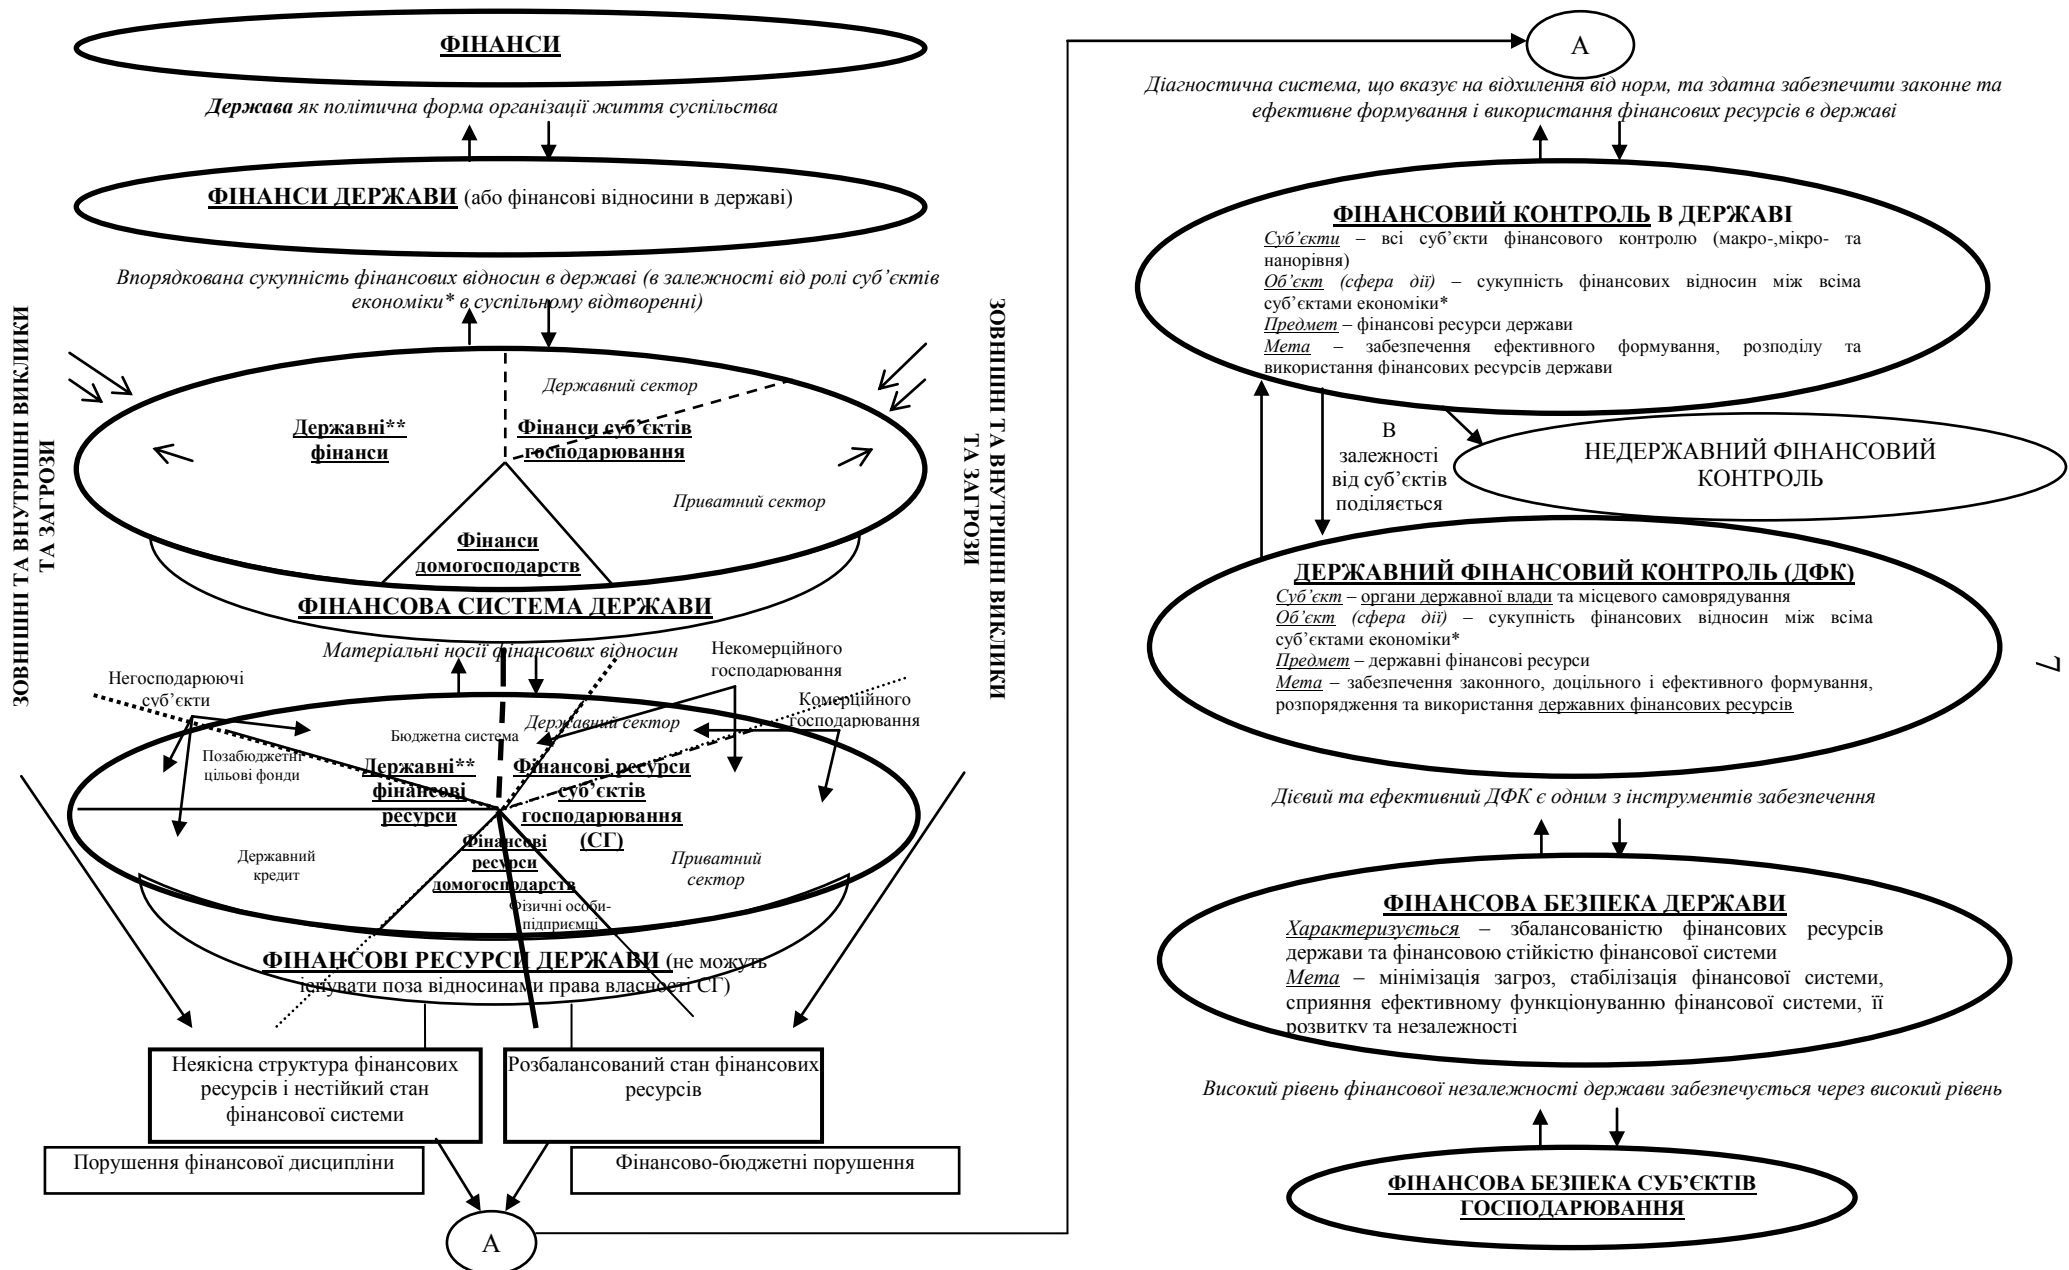 ФІНАНСИ
Держава як політична форма організації життя суспільства
ФІНАНСИ ДЕРЖАВИ (або фінансові відносини в державі)
Впорядкована сукупність фінансових відносин в державі (в залежності від ролі суб’єктів
економіки* в суспільному відтворенні)
ЗОВНІШНІ ТА ВНУТРІШНІ ВИКЛИКИ
ТА ЗАГРОЗИ
ЗОВНІШНІ ТА ВНУТРІШНІ ВИКЛИКИ
ТА ЗАГРОЗИ
Державний сектор
Державні**
фінанси
Фінанси суб’єктів
господарювання
Приватний сектор
Фінанси
домогосподарств
ФІНАНСОВА СИСТЕМА ДЕРЖАВИ
Матеріальні носії фінансових відносин
Некомерційного
господарювання
Негосподарюючі
суб’єкти
Комерційного
господарювання
Державний сектор
Бюджетна система
Позабюджетні
цільові фонди
Державні**
фінансові
ресурси
Фінансові ресурси
суб’єктів
господарювання
(СГ)
Фінансові
ресурси
домогосподарств
Державний
кредит
Приватний
сектор
Фізичні особи-
підприємці
ФІНАНСОВІ РЕСУРСИ ДЕРЖАВИ (не можуть
існувати поза відносинами права власності СГ)
Неякісна структура фінансових
ресурсів і нестійкий стан
фінансової системи
Розбалансований стан фінансових
ресурсів
Порушення фінансової дисципліни
Фінансово-бюджетні порушення
А
А
Діагностична система, що вказує на відхилення від норм, та здатна забезпечити законне та
ефективне формування і використання фінансових ресурсів в державі
ФІНАНСОВИЙ КОНТРОЛЬ В ДЕРЖАВІ
Суб’єкти – всі суб’єкти фінансового контролю (макро-,мікро- та
нанорівня)
Об’єкт (сфера дії) – сукупність фінансових відносин між всіма
суб’єктами економіки*
Предмет – фінансові ресурси держави
Мета – забезпечення ефективного формування, розподілу та
використання фінансових ресурсів держави
В
залежності
від суб’єктів
поділяється
НЕДЕРЖАВНИЙ ФІНАНСОВИЙ
КОНТРОЛЬ
ДЕРЖАВНИЙ ФІНАНСОВИЙ КОНТРОЛЬ (ДФК)
Суб’єкт – органи державної влади та місцевого самоврядування
Об’єкт (сфера дії) – сукупність фінансових відносин між всіма
суб’єктами економіки*
Предмет – державні фінансові ресурси
Мета – забезпечення законного, доцільного і ефективного формування,
розпорядження та використання державних фінансових ресурсів
7
Дієвий та ефективний ДФК є одним з інструментів забезпечення
ФІНАНСОВА БЕЗПЕКА ДЕРЖАВИ
Характеризується – збалансованістю фінансових ресурсів
держави та фінансовою стійкістю фінансової системи
Мета – мінімізація загроз, стабілізація фінансової системи,
сприяння ефективному функціонуванню фінансової системи, її
розвитку та незалежності
Високий рівень фінансової незалежності держави забезпечується через високий рівень
ФІНАНСОВА БЕЗПЕКА СУБ’ЄКТІВ
ГОСПОДАРЮВАННЯ